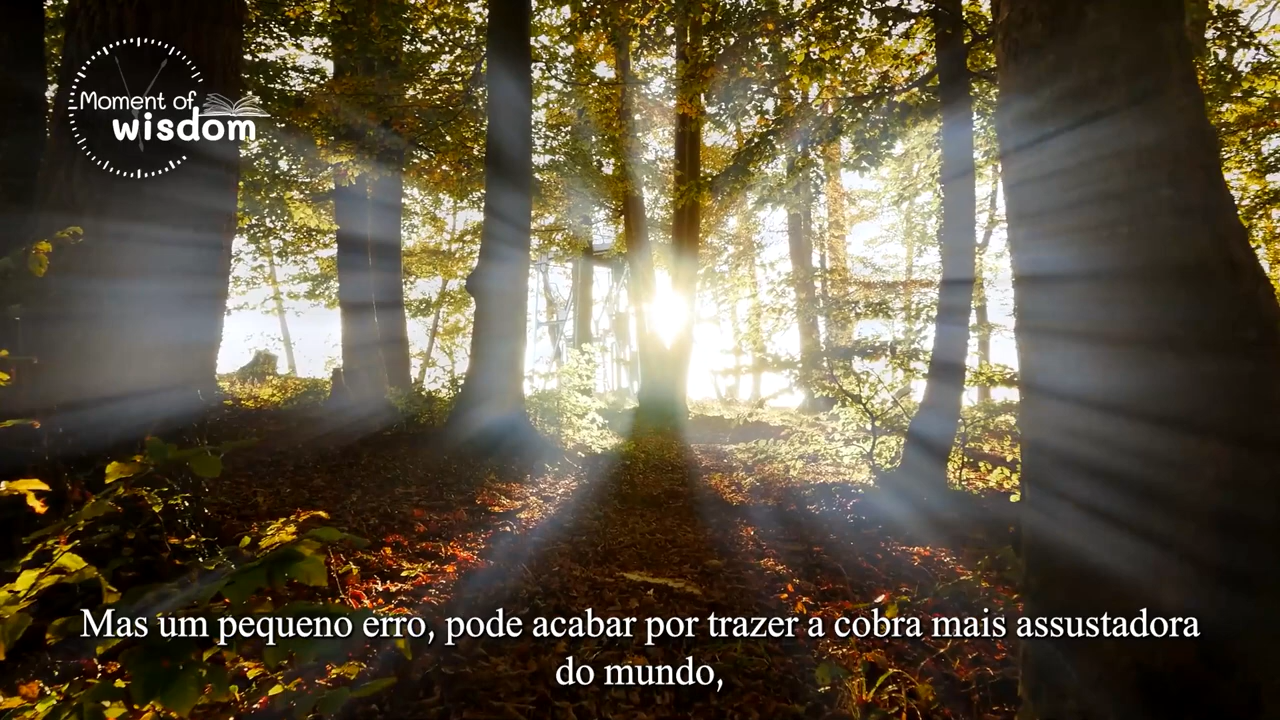 Moment of
wisdom
Mas um pequeno erro, pode acabar por trazer a cobra mais assustadora
do mundo,